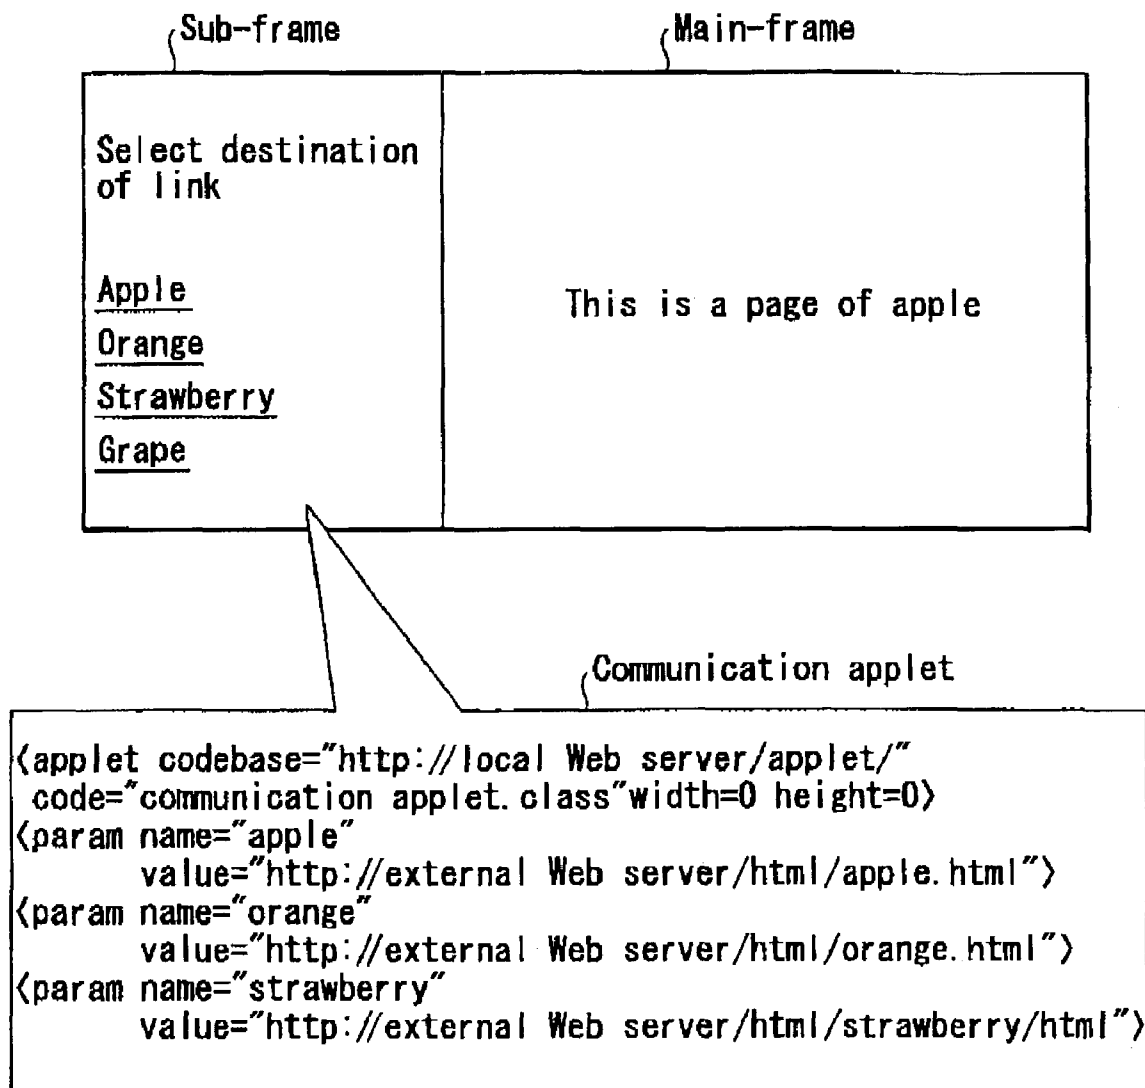 Sub-frame
Main-frame
Select destination
of link
Apple
Orange
Strawberry
Grape
This is a page of apple
Communication applet
<applet codebase="http://local Web server/applet/"
code="communication applet.class"width=0 height=0>
<param name="apple"
value="http://external Web server/html/apple.html">
<param name="orange"
value="http://external Web server/html/orange.html">
<param name="strawberry"
value="http://external Web server/html/strawberry/html">